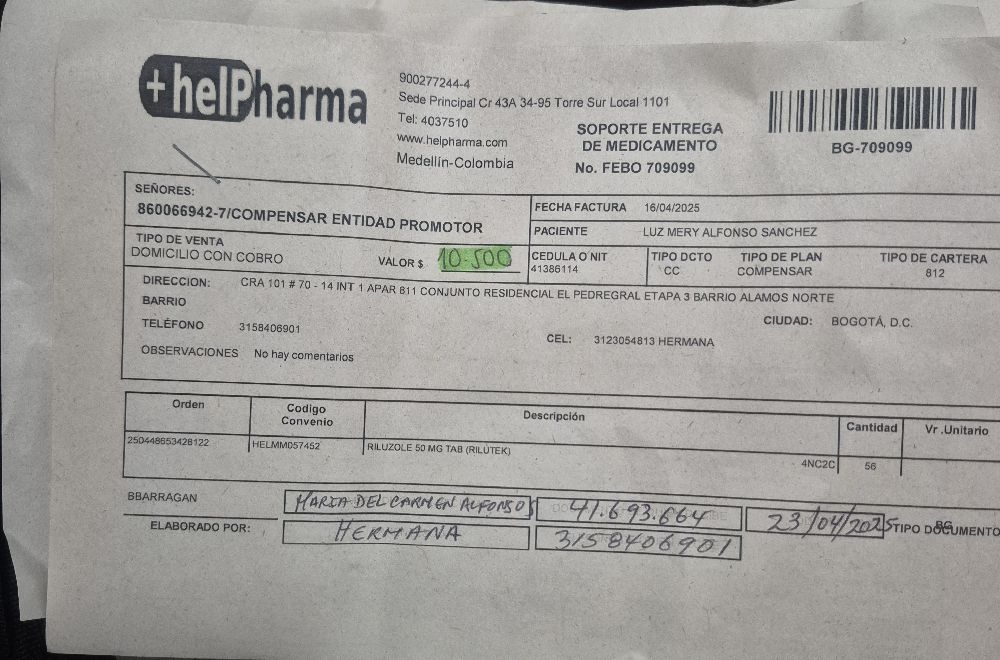 +helPharma
900277244-4
Sede Principal Cr 43A 34-95 Torre Sur Local 1101
Tel: 4037510
www.helpharma.com
Medellín-Colombia
SOPORTE ENTREGA
DE MEDICAMENTO
No. FEBO 709099
BG-709099
SEÑORES:
860066942-7/COMPENSAR ENTIDAD PROMOTOR
FECHA FACTURA 16/04/2025
PACIENTE LUZ MERY ALFONSO SANCHEZ
TIPO DE VENTA
DOMICILIO CON COBRO
VALOR $ 10.500
CEDULA O NIT
41386114
TIPO DCTO
CC
TIPO DE PLAN
COMPENSAR
TIPO DE CARTERA
812
DIRECCION: CRA 101 # 70 - 14 INT 1 APAR 811 CONJUNTO RESIDENCIAL EL PEDREGRAL ETAPA 3 BARRIO ALAMOS NORTE
BARRIO
CIUDAD: BOGOTÁ, D.C.
TELÉFONO 3158406901
CEL: 3123054813 HERMANA
OBSERVACIONES No hay comentarios
Orden Codigo Convenio Descripción Cantidad Vr .Unitario
250448653428122 HELMM057452 RILUZOLE 50 MG TAB (RILUTEK) 4NC2C 56
BBARRAGAN
MARIA DEL CARMEN ALFONSO S 41.693.664 23/04/2025 TIPO DOCUMENTO BG
ELABORADO POR:
HERMANA 3158406901